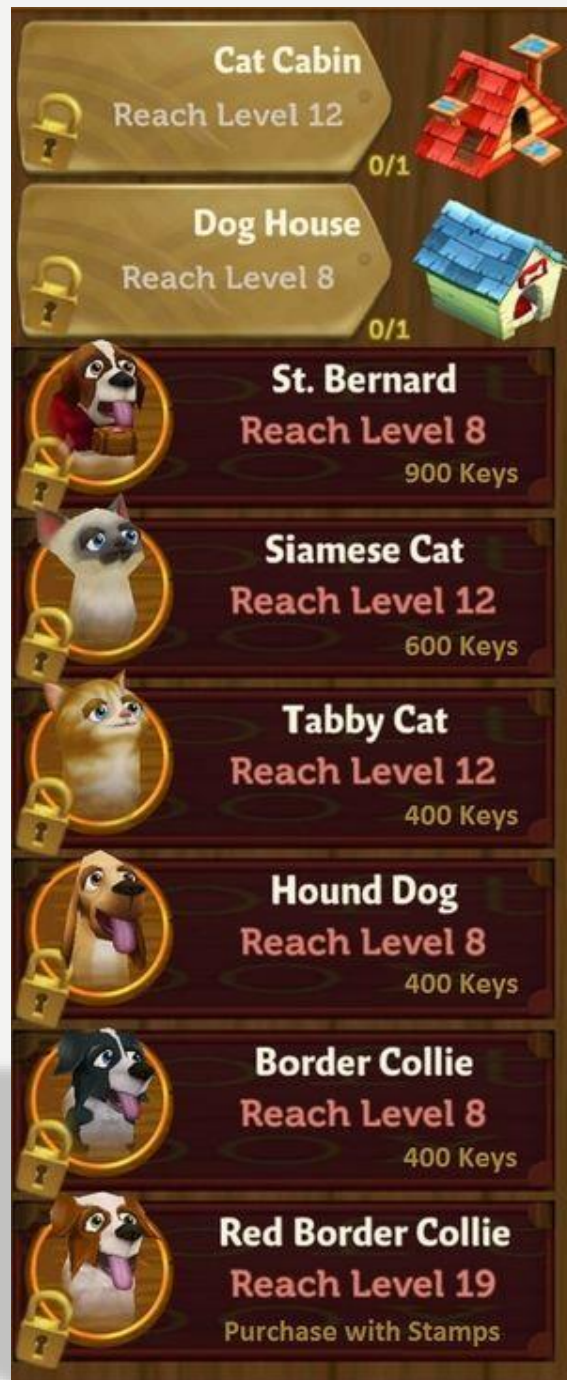 Cat Cabin
Reach Level 12
0/1
Dog House
Reach Level 8
0/1
St. Bernard
Reach Level 8
900 Keys
Siamese Cat
Reach Level 12
600 Keys
Tabby Cat
Reach Level 12
400 Keys
Hound Dog
Reach Level 8
400 Keys
Border Collie
Reach Level 8
400 Keys
Red Border Collie
Reach Level 19
Purchase with Stamps